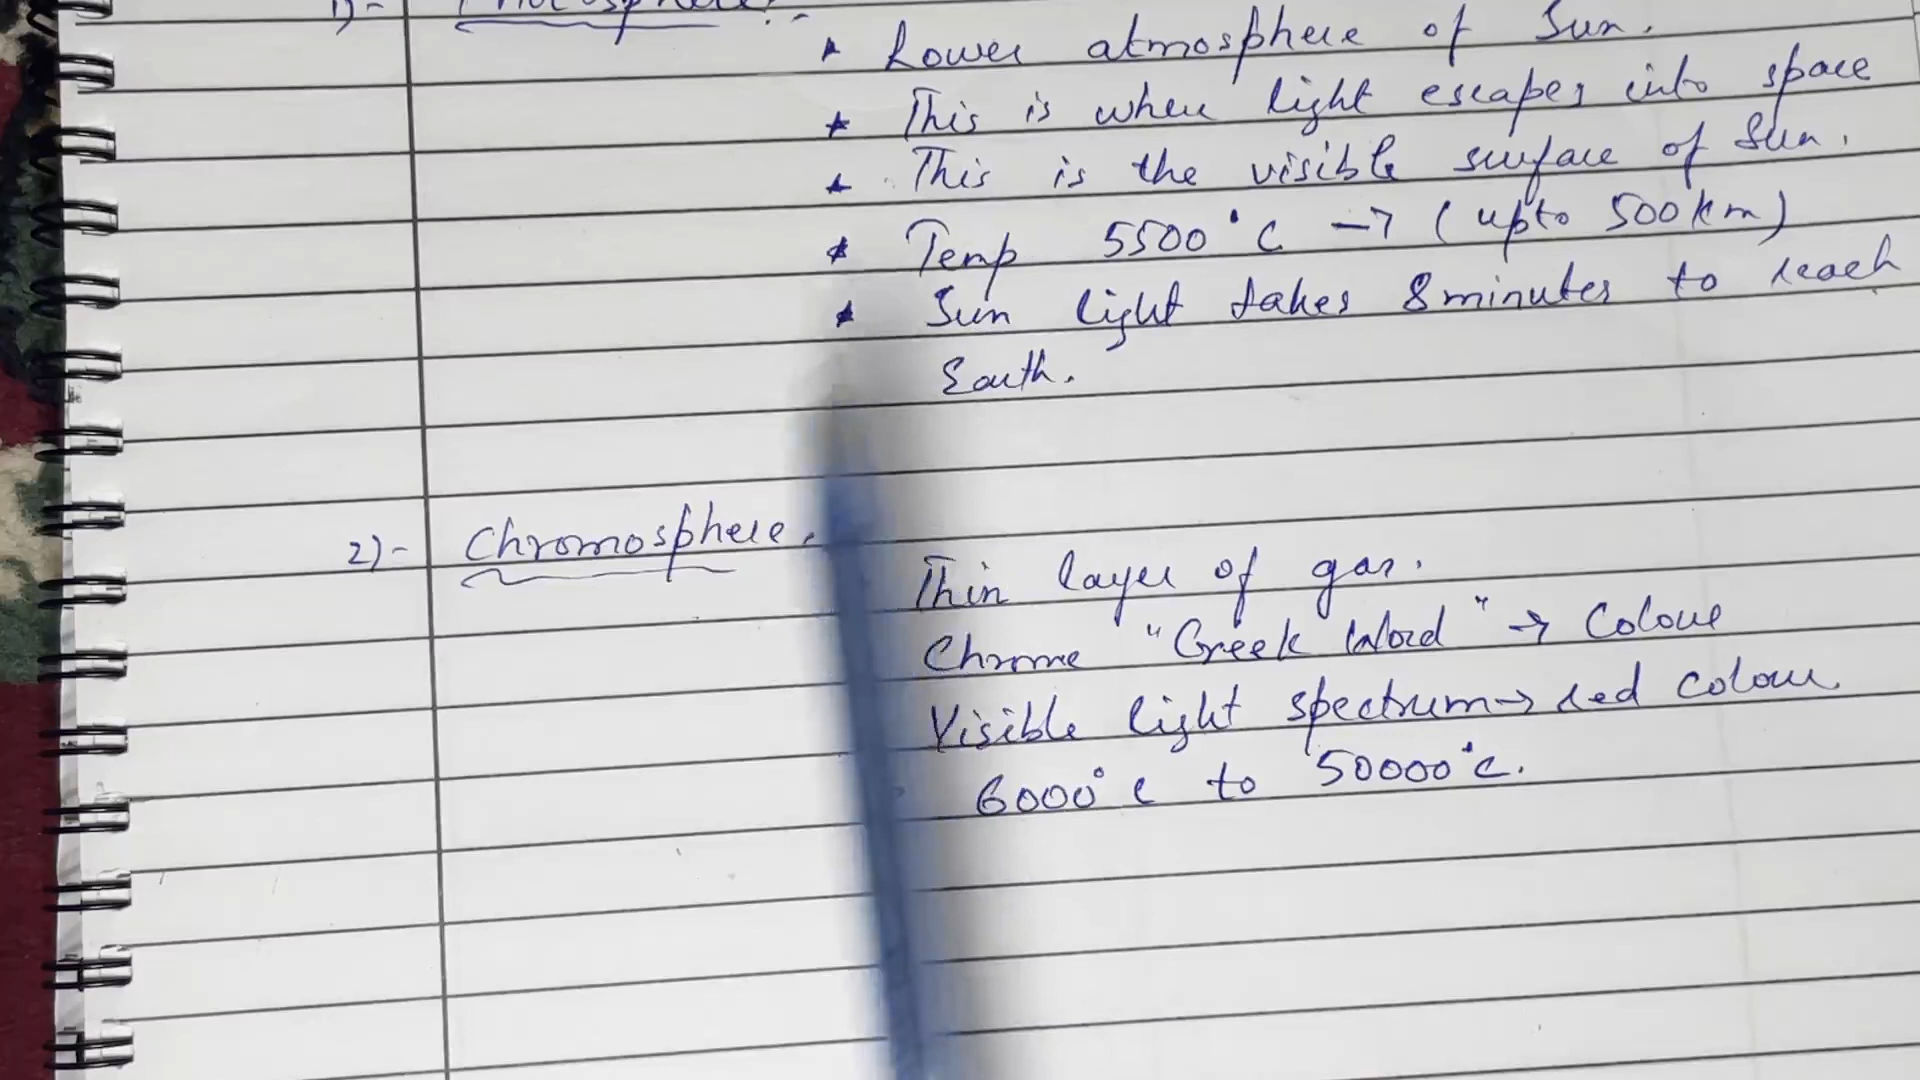 1)- Photosphere:-
* Lower atmosphere of Sun.
* This is where light escapes into space
* This is the visible surface of Sun.
* Temp 5500°C → (upto 500km)
* Sun light takes 8 minutes to reach
Earth.
2)- Chromosphere.
Thin layer of gas.
Chrome "Greek Word" → Colour
Visible light spectrum → red colour
6000°C to 50000°C.